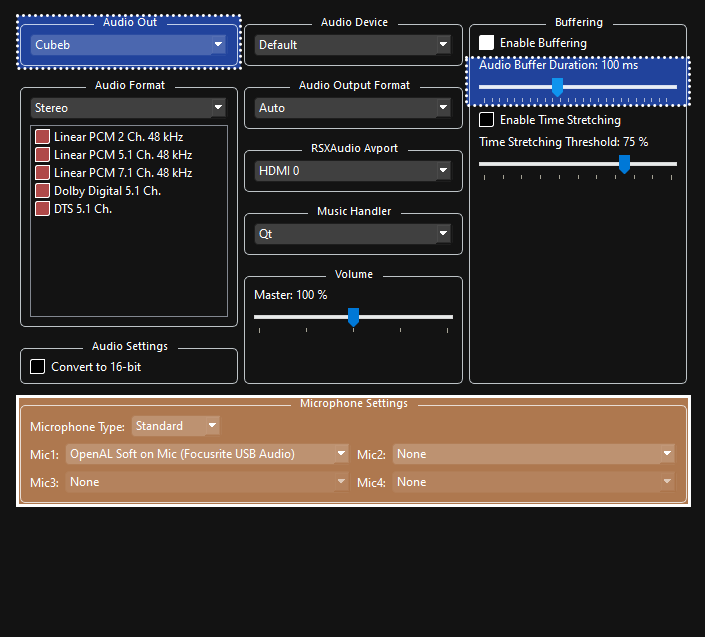 Audio Out
Cubeb
Audio Format
Stereo
Linear PCM 2 Ch. 48 kHz
Linear PCM 5.1 Ch. 48 kHz
Linear PCM 7.1 Ch. 48 kHz
Dolby Digital 5.1 Ch.
DTS 5.1 Ch.
Audio Settings
Convert to 16-bit
Audio Device
Default
Audio Output Format
Auto
RSXAudio Avport
HDMI 0
Music Handler
Qt
Volume
Master: 100 %
Buffering
Enable Buffering
Audio Buffer Duration: 100 ms
Enable Time Stretching
Time Stretching Threshold: 75 %
Microphone Settings
Microphone Type: Standard
Mic1: OpenAL Soft on Mic (Focusrite USB Audio) Mic2: None
Mic3: None Mic4: None